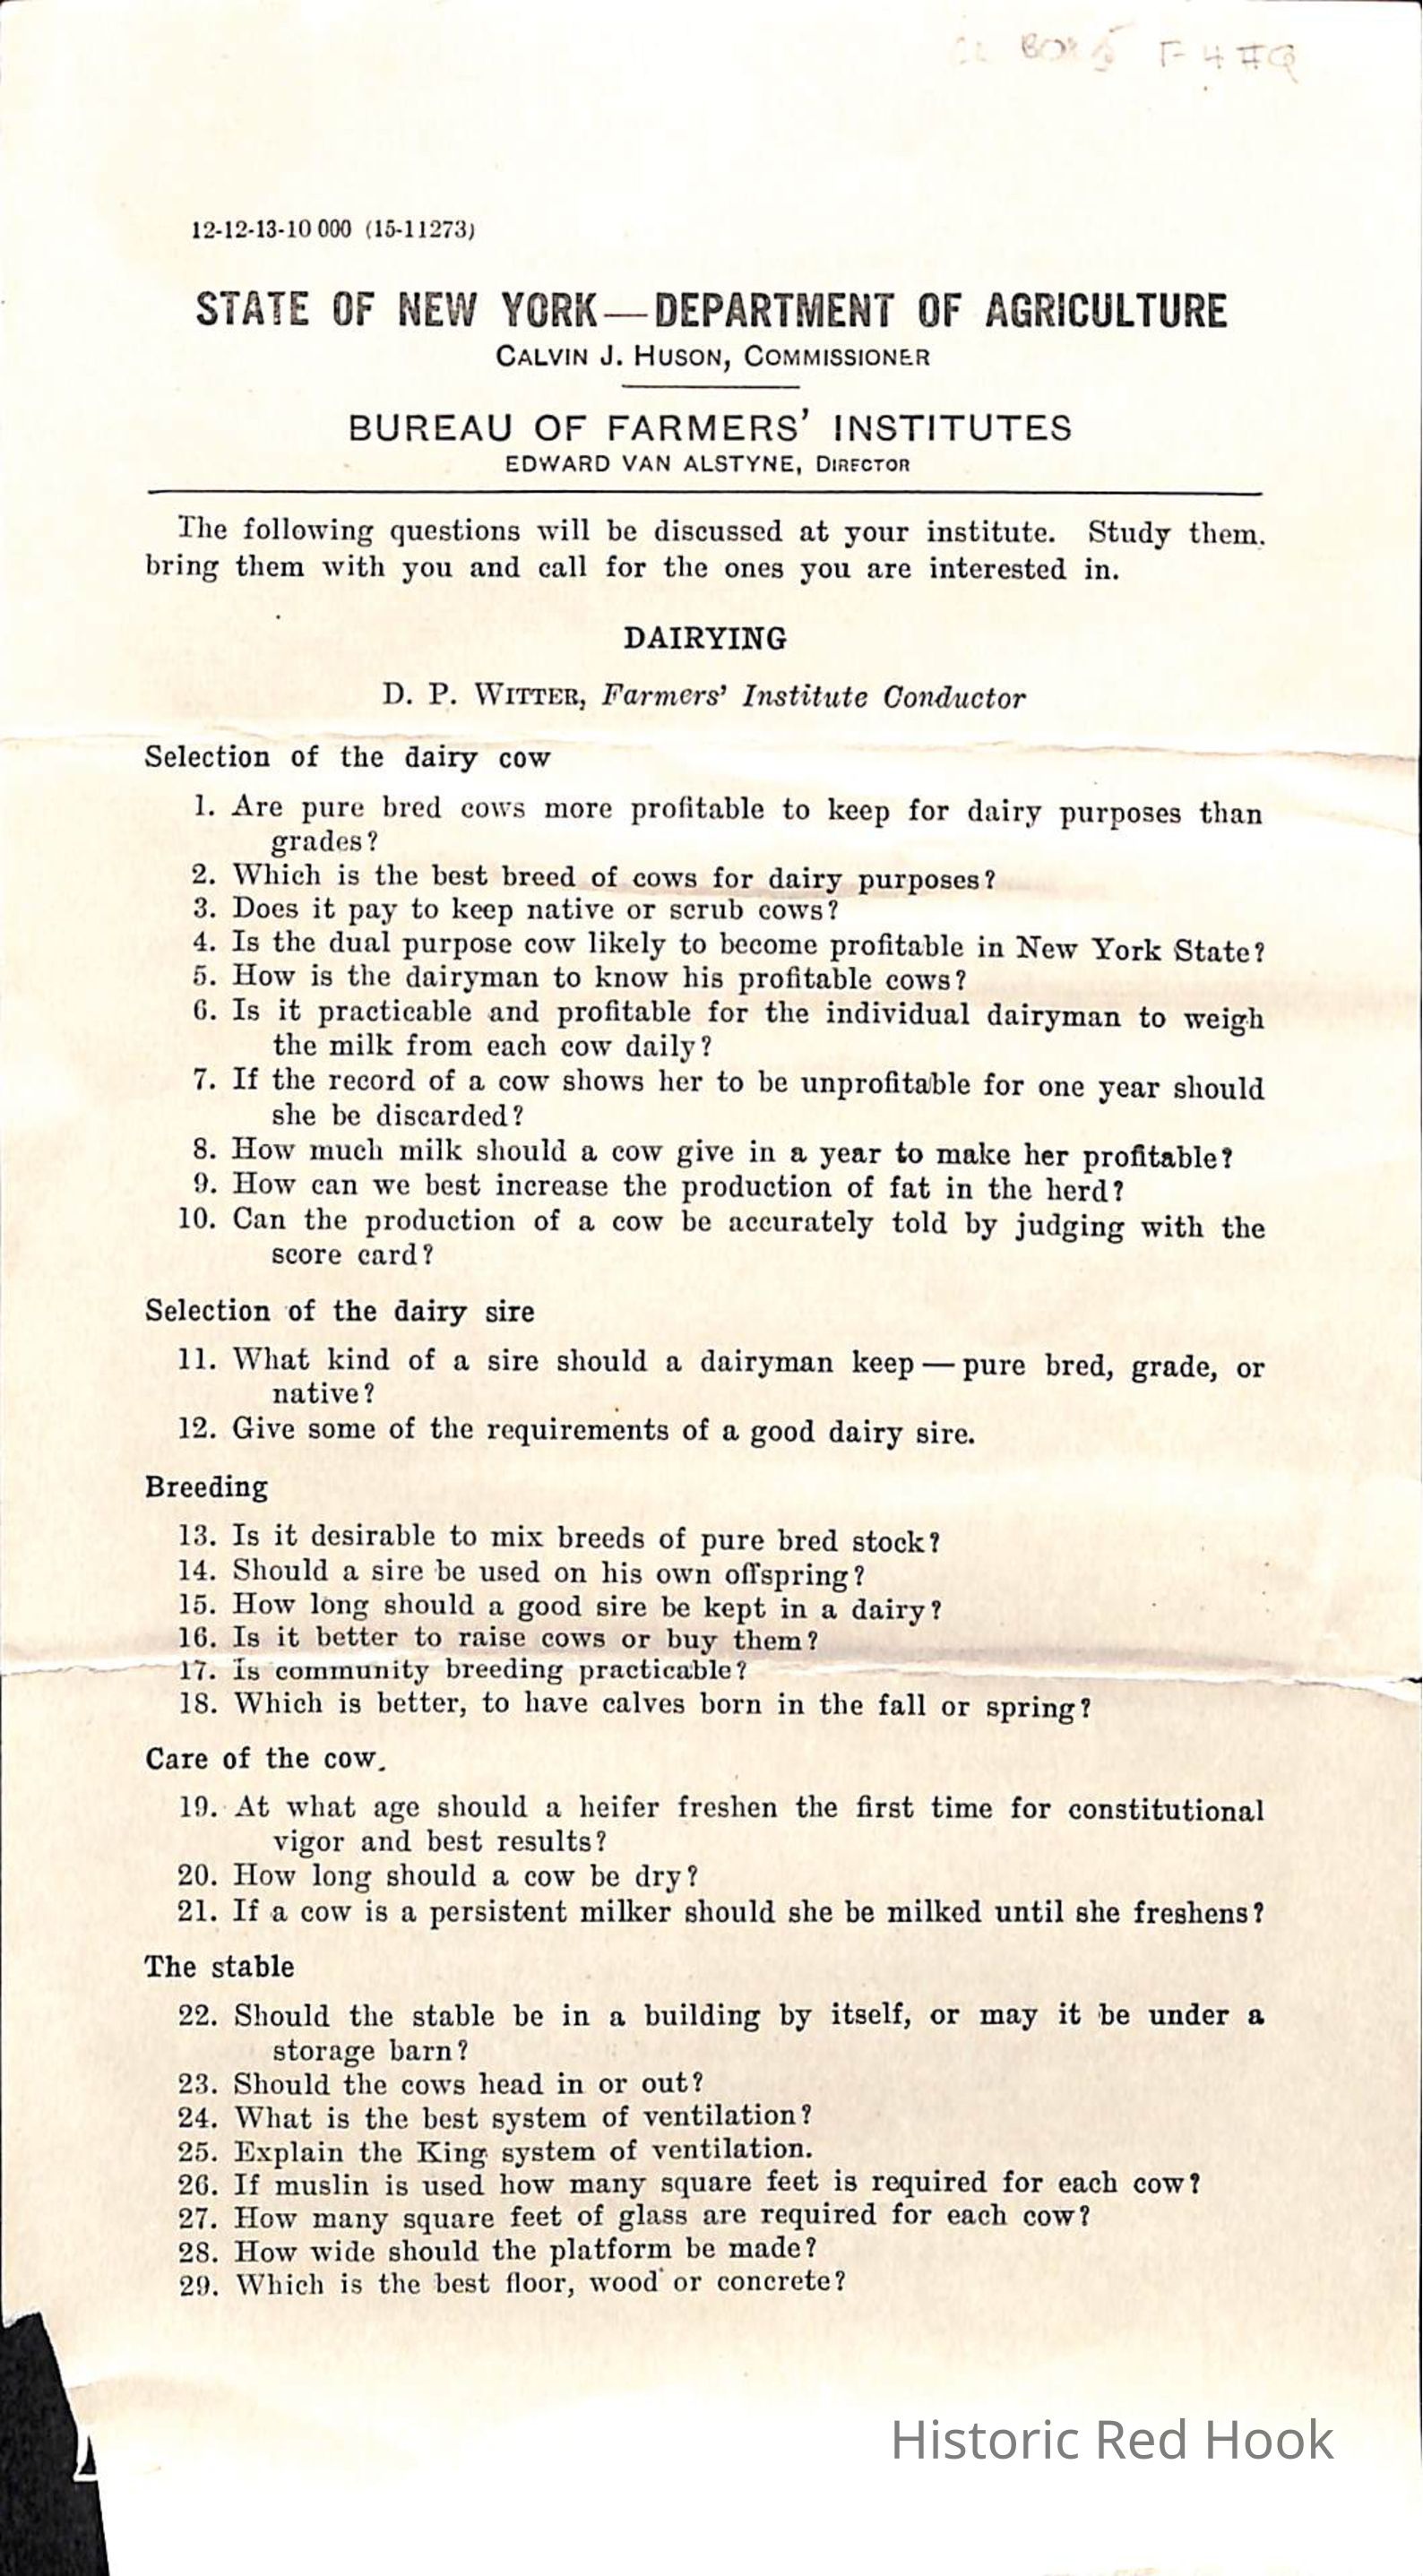 F 4 #9
12-12-13-10 000 (15-11273)
STATE OF NEW YORK—DEPARTMENT OF AGRICULTURE
CALVIN J. HUSON, COMMISSIONER
BUREAU OF FARMERS' INSTITUTES
EDWARD VAN ALSTYNE, DIRECTOR
The following questions will be discussed at your institute. Study them.
bring them with you and call for the ones you are interested in.
DAIRYING
D. P. WITTER, Farmers' Institute Conductor
Selection of the dairy cow
1. Are pure bred cows more profitable to keep for dairy purposes than
grades?
2. Which is the best breed of cows for dairy purposes?
3. Does it pay to keep native or scrub cows?
4. Is the dual purpose cow likely to become profitable in New York State?
5. How is the dairyman to know his profitable cows?
6. Is it practicable and profitable for the individual dairyman to weigh
the milk from each cow daily?
7. If the record of a cow shows her to be unprofitable for one year should
she be discarded?
8. How much milk should a cow give in a year to make her profitable?
9. How can we best increase the production of fat in the herd?
10. Can the production of a cow be accurately told by judging with the
score card?
Selection of the dairy sire
11. What kind of a sire should a dairyman keep — pure bred, grade, or
native?
12. Give some of the requirements of a good dairy sire.
Breeding
13. Is it desirable to mix breeds of pure bred stock?
14. Should a sire be used on his own offspring?
15. How long should a good sire be kept in a dairy?
16. Is it better to raise cows or buy them?
17. Is community breeding practicable?
18. Which is better, to have calves born in the fall or spring?
Care of the cow.
19. At what age should a heifer freshen the first time for constitutional
vigor and best results?
20. How long should a cow be dry?
21. If a cow is a persistent milker should she be milked until she freshens?
The stable
22. Should the stable be in a building by itself, or may it be under a
storage barn?
23. Should the cows head in or out?
24. What is the best system of ventilation?
25. Explain the King system of ventilation.
26. If muslin is used how many square feet is required for each cow?
27. How many square feet of glass are required for each cow?
28. How wide should the platform be made?
29. Which is the best floor, wood or concrete?
Historic Red Hook